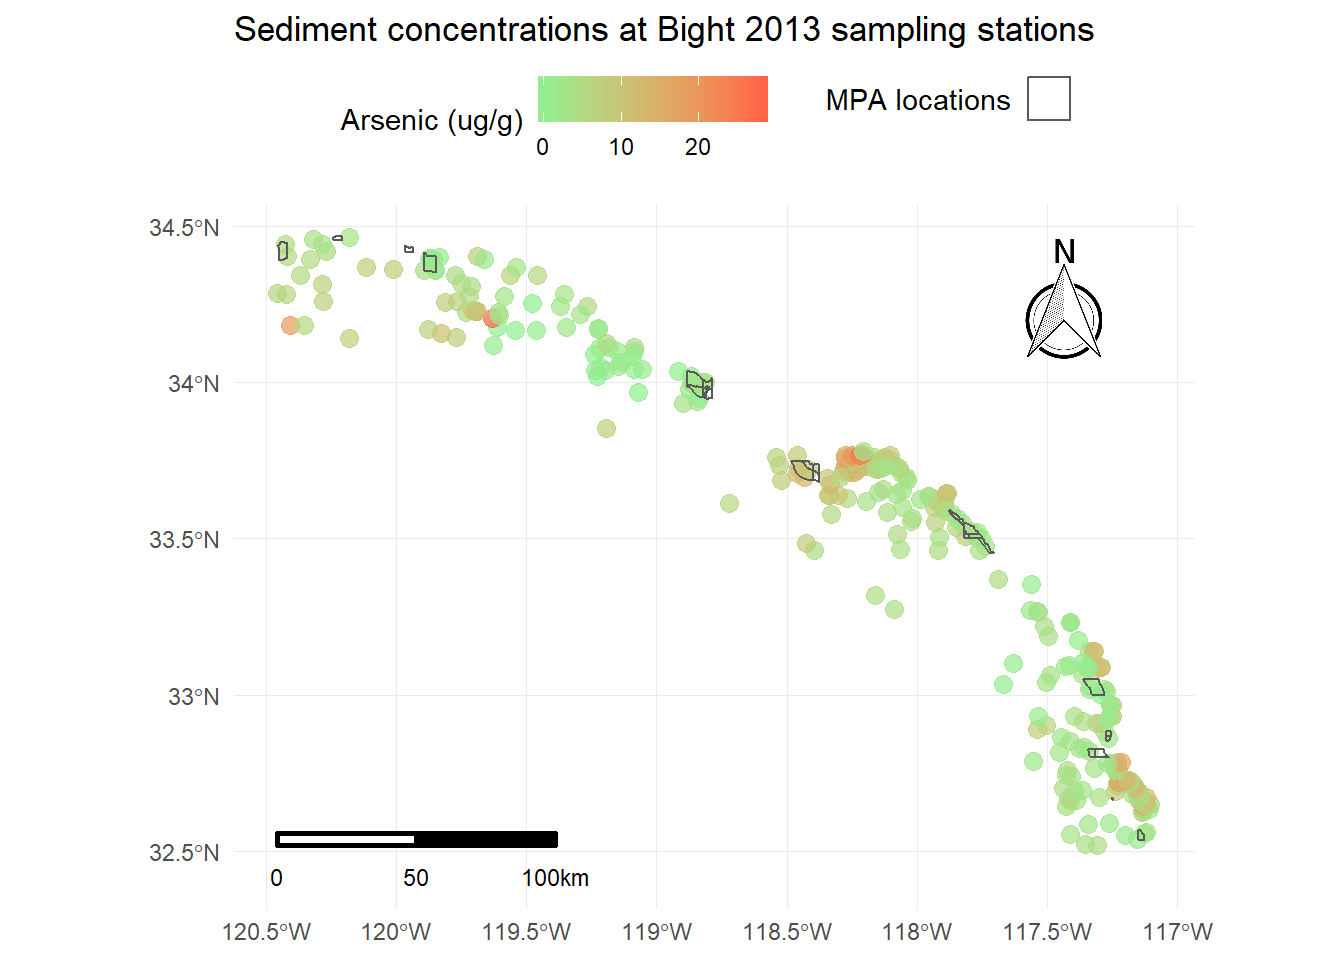 Sediment concentrations at Bight 2013 sampling stations
Arsenic (ug/g)
0 10 20
MPA locations
N
34.5°N
34°N
33.5°N
33°N
32.5°N
0 50 100km
120.5°W 120°W 119.5°W 119°W 118.5°W 118°W 117.5°W 117°W